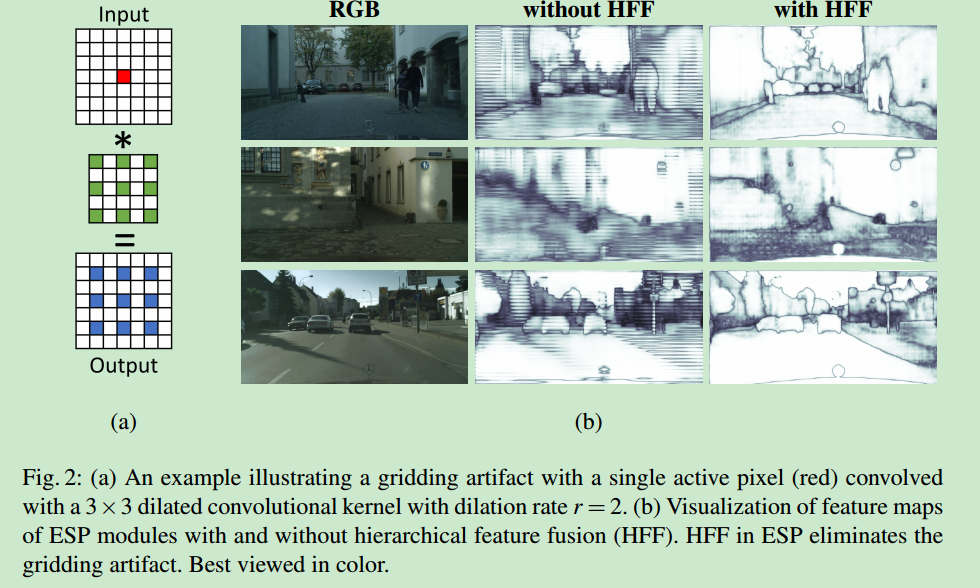 Input
RGB
without HFF
with HFF
*
=
Output
(a)
(b)
Fig. 2: (a) An example illustrating a gridding artifact with a single active pixel (red) convolved
with a 3 × 3 dilated convolutional kernel with dilation rate r = 2. (b) Visualization of feature maps
of ESP modules with and without hierarchical feature fusion (HFF). HFF in ESP eliminates the
gridding artifact. Best viewed in color.